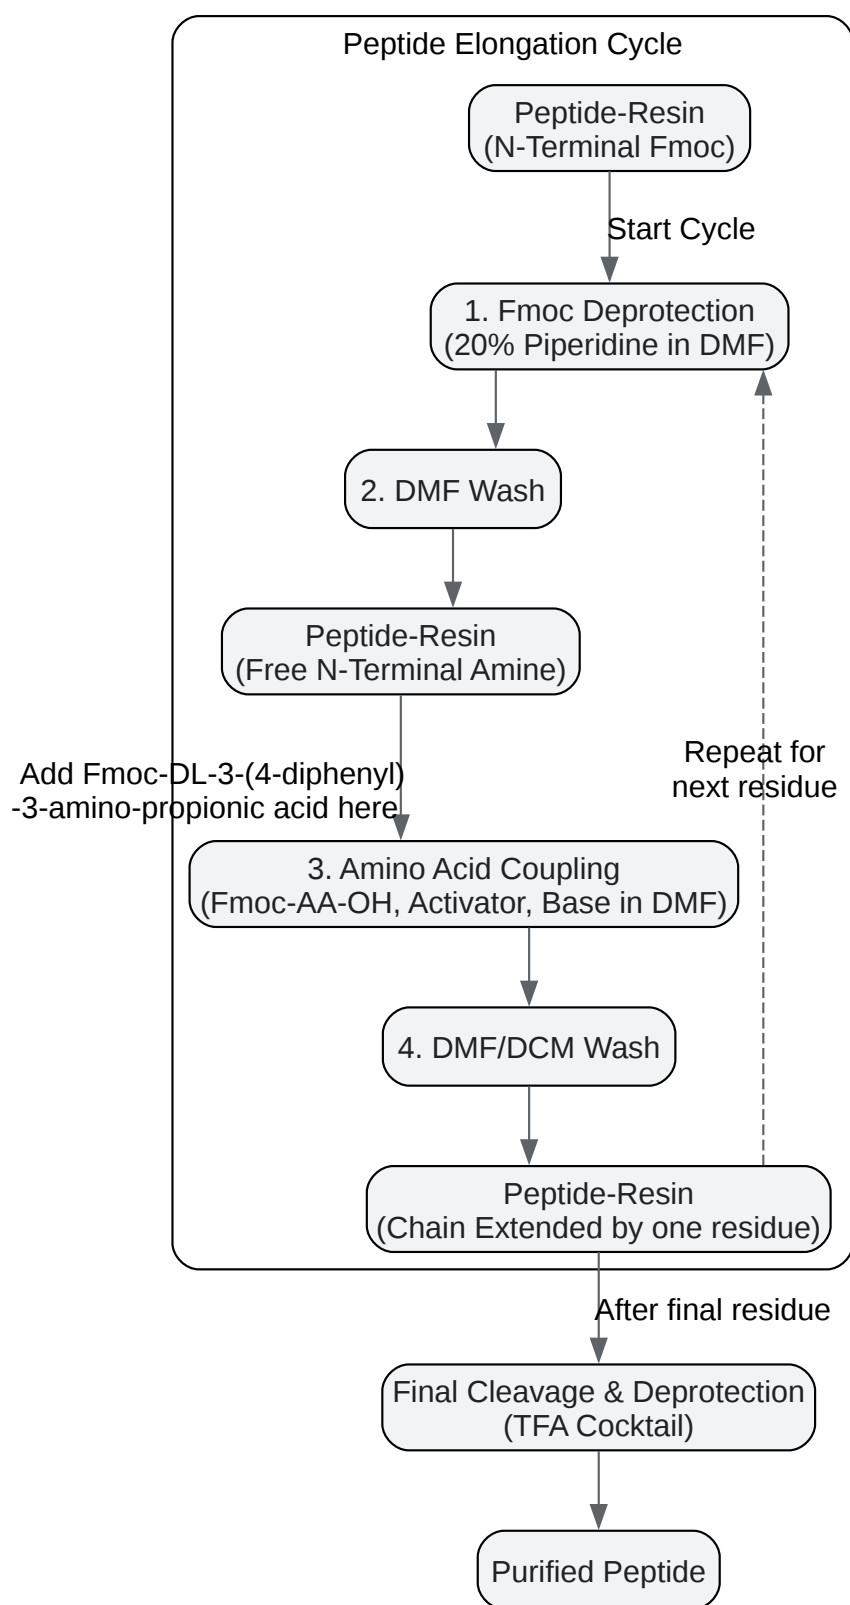 Peptide Elongation Cycle
Peptide-Resin
(N-Terminal Fmoc)
Start Cycle
1. Fmoc Deprotection
(20% Piperidine in DMF)
2. DMF Wash
Peptide-Resin
(Free N-Terminal Amine)
Add Fmoc-DL-3-(4-diphenyl)
-3-amino-propionic acid here
Repeat for
next residue
3. Amino Acid Coupling
(Fmoc-AA-OH, Activator, Base in DMF)
4. DMF/DCM Wash
Peptide-Resin
(Chain Extended by one residue)
After final residue
Final Cleavage & Deprotection
(TFA Cocktail)
Purified Peptide